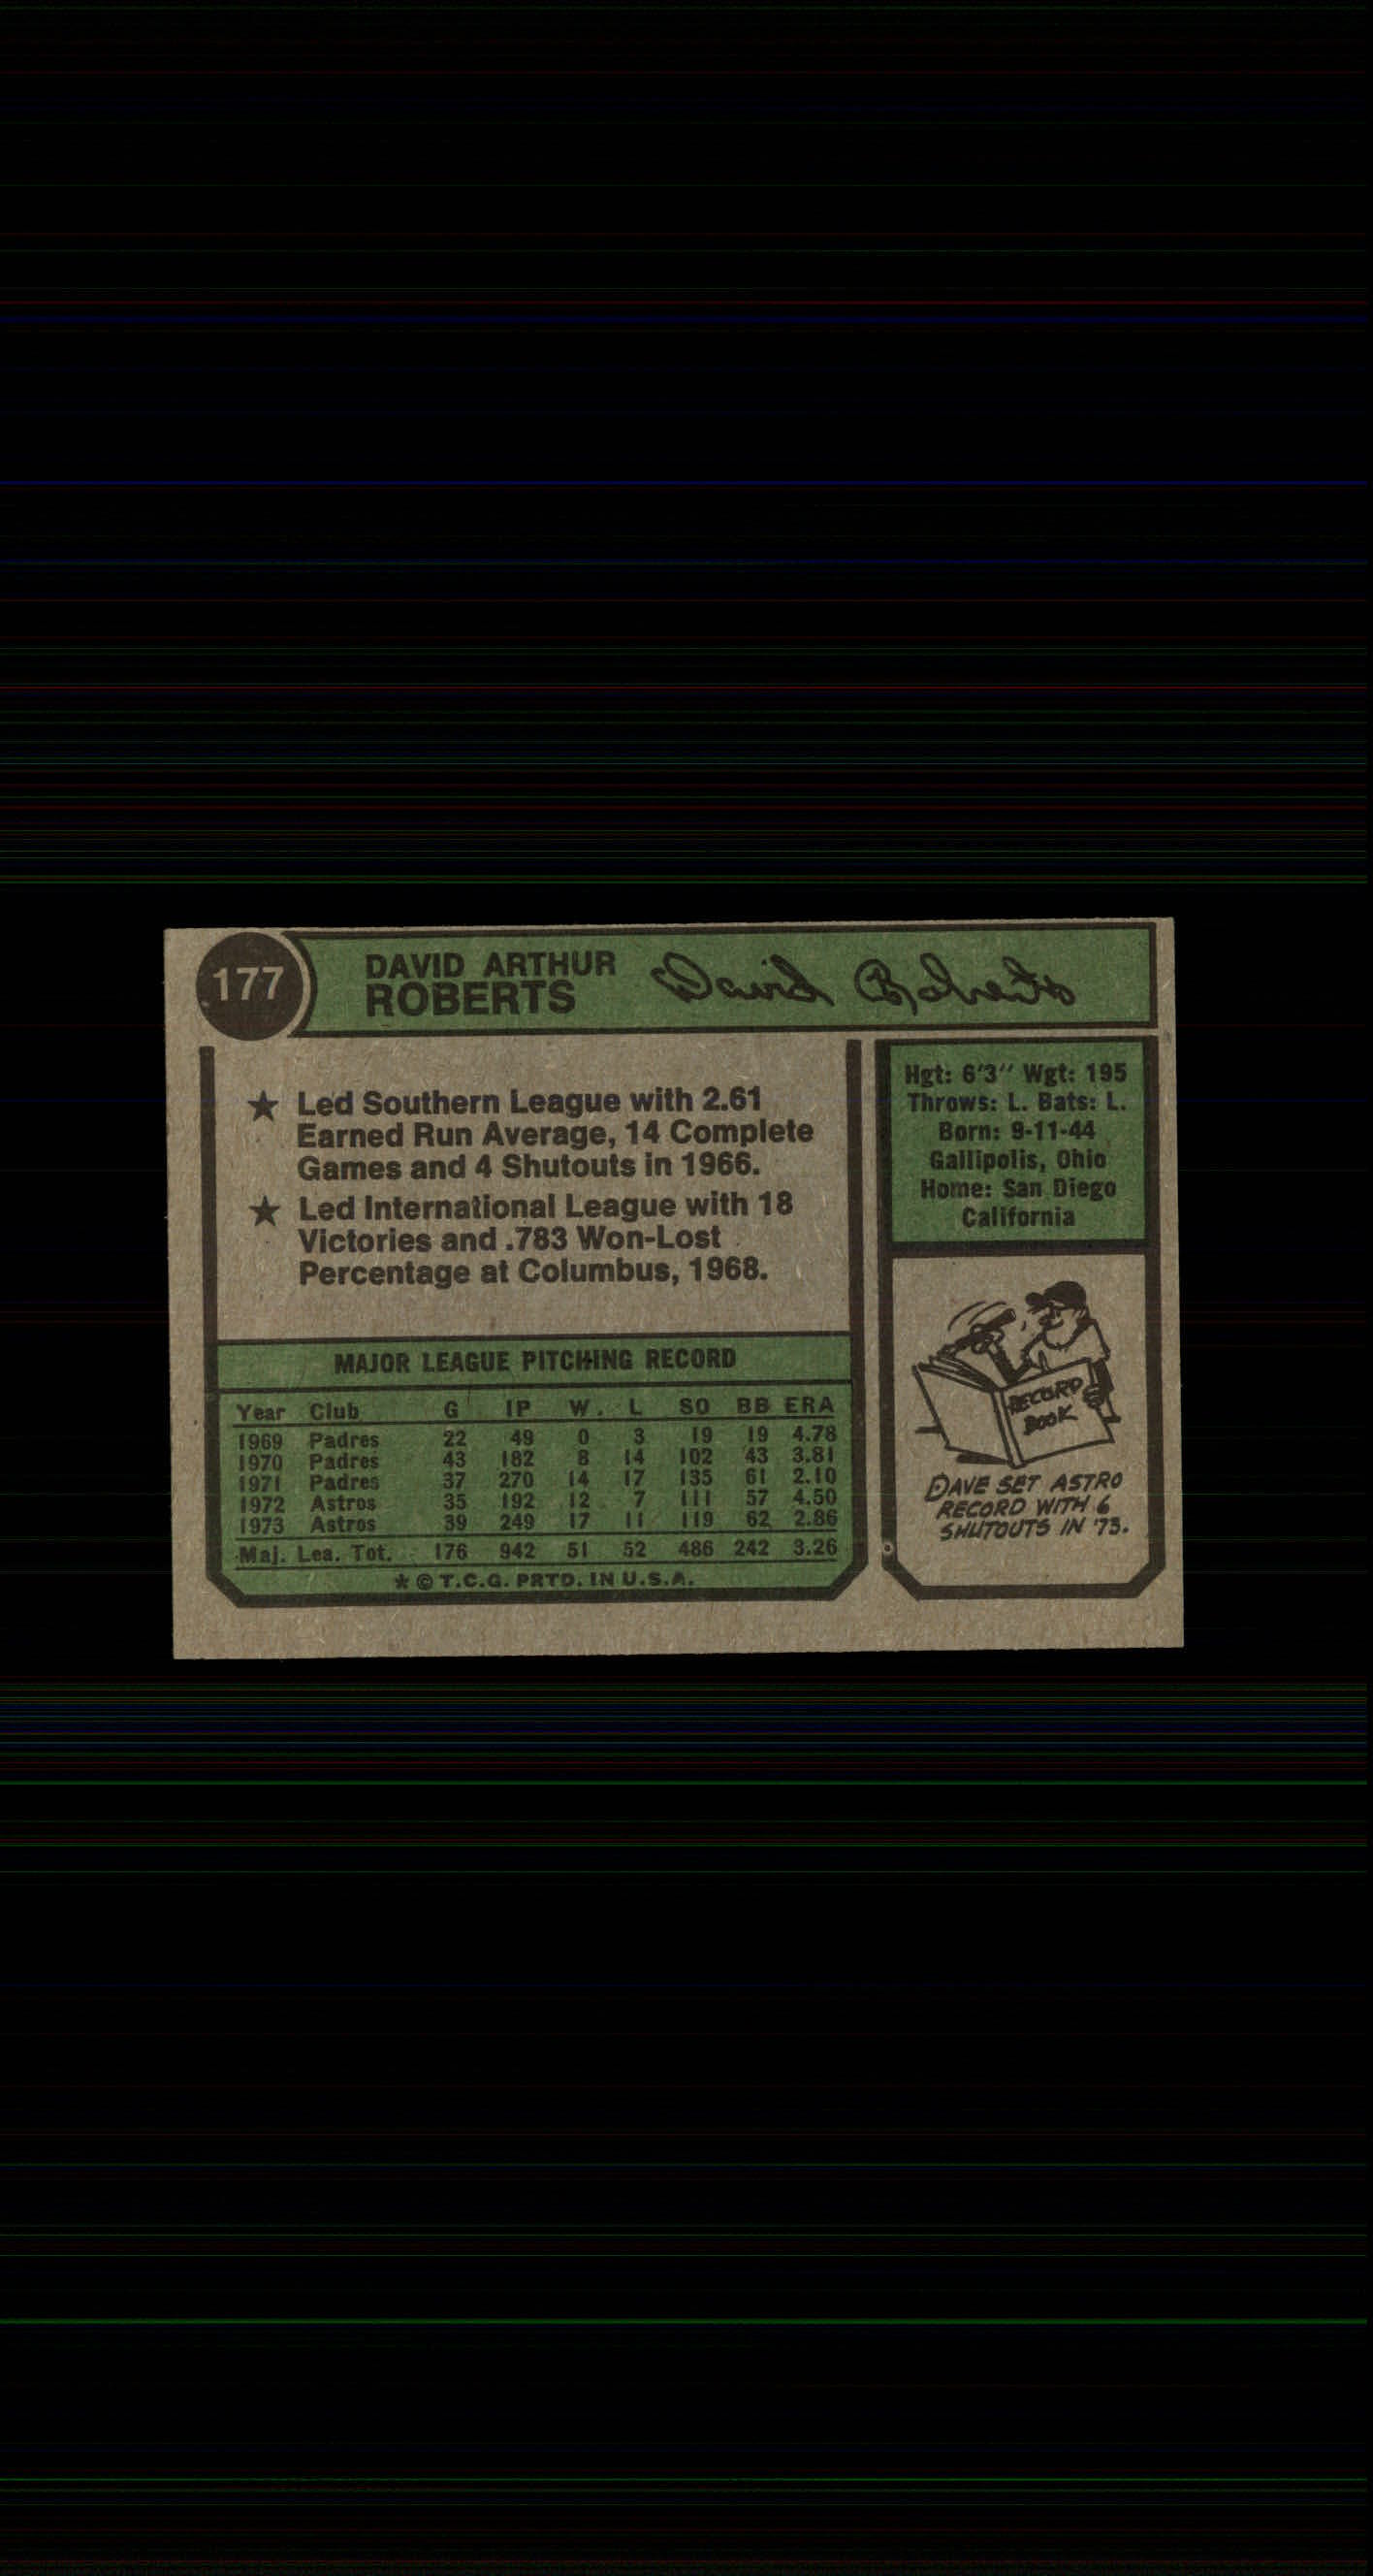 177
DAVID ARTHUR
ROBERTS
David Roberts
★ Led Southern League with 2.61
Earned Run Average, 14 Complete
Games and 4 Shutouts in 1966.
★ Led International League with 18
Victories and .783 Won-Lost
Percentage at Columbus, 1968.
MAJOR LEAGUE PITCHING RECORD
Year Club G IP W. L SO BB ERA
1969 Padres 22 49 0 3 19 19 4.78
1970 Padres 43 182 8 14 102 43 3.81
1971 Padres 37 270 14 17 135 61 2.10
1972 Astros 35 192 12 7 111 57 4.50
1973 Astros 39 249 17 11 119 62 2.86
Maj. Lea. Tot. 176 942 51 52 486 242 3.26
* © T.C.G. PRTD. IN U.S.A.
Hgt: 6'3" Wgt: 195
Throws: L. Bats: L.
Born: 9-11-44
Gallipolis, Ohio
Home: San Diego
California
RECORD
BOOK
DAVE SET ASTRO
RECORD WITH 6
SHUTOUTS IN '73.